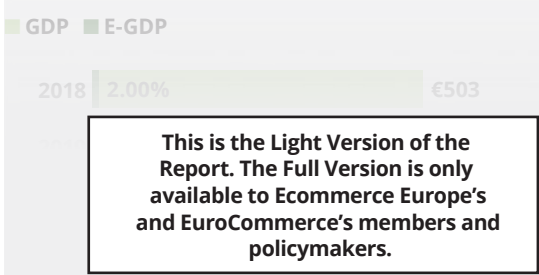 GDP E-GDP
2018 2.00% €503
This is the Light Version of the
Report. The Full Version is only
available to Ecommerce Europe’s
and EuroCommerce’s members and
policymakers.